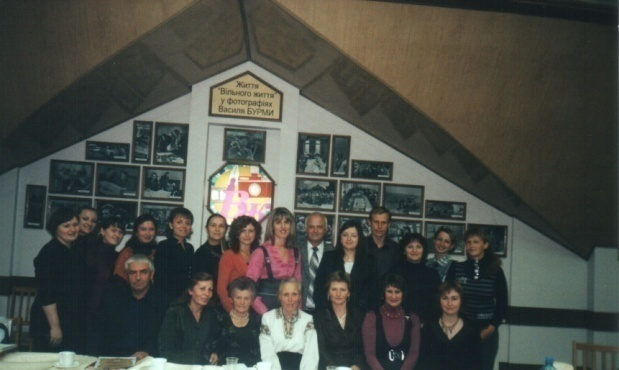 Життя
"Вільного життя"
у фотографіях
Василя БУРМИ